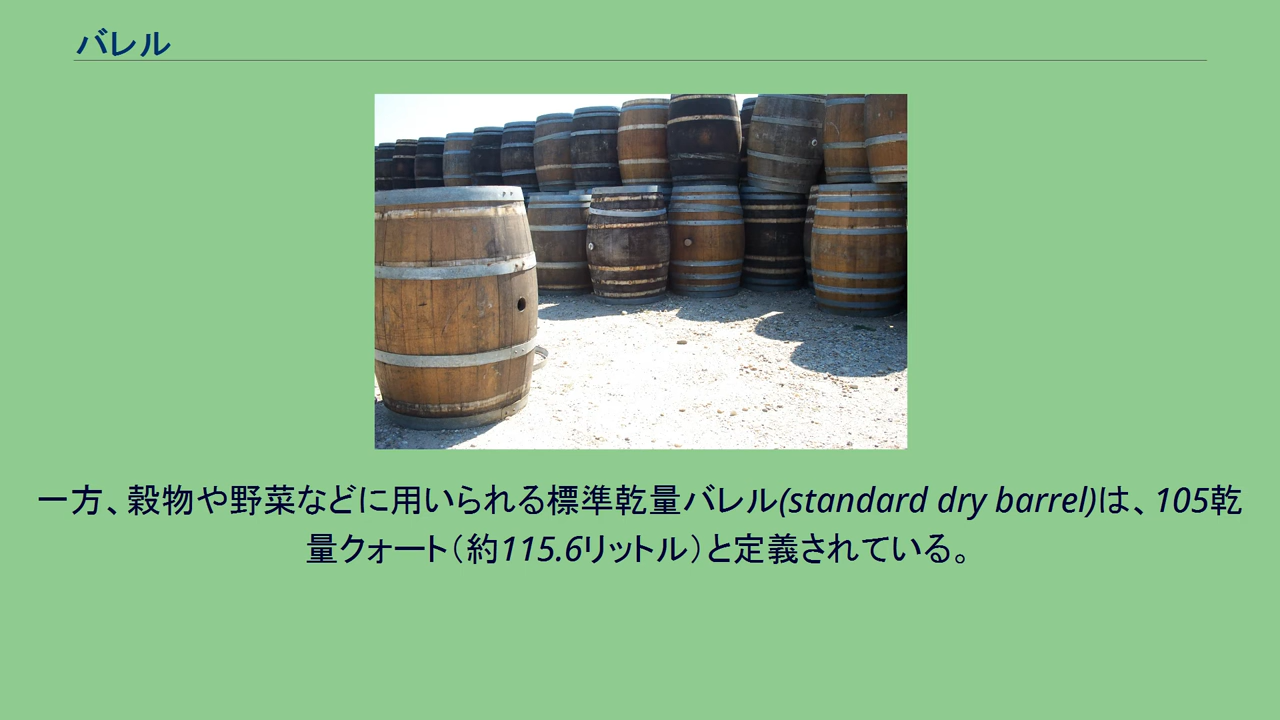 バレル
一方、穀物や野菜などに用いられる標準乾量バレル(standard dry barrel)は、105乾
量クォート（約115.6リットル）と定義されている。